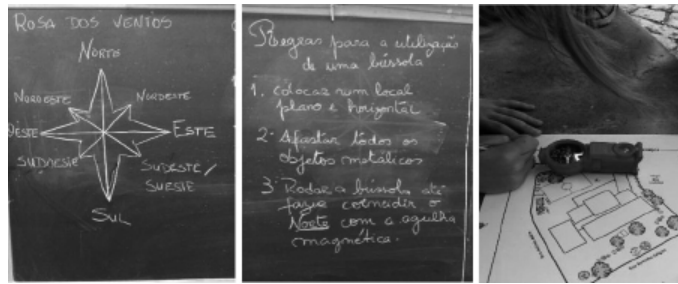 ROSA DOS VENTOS
NORTE
NOROESTE
NORDESTE
OESTE
ESTE
SUDOESTE
SUDESTE/
SUESTE
SUL
Regras para a utilização
de uma bússola
1. Colocar num local
plano e horizontal
2. Afastar todos os
objetos metálicos
3. Rodar a bússola até
fazer coincidir o
Norte com a agulha
magnética.